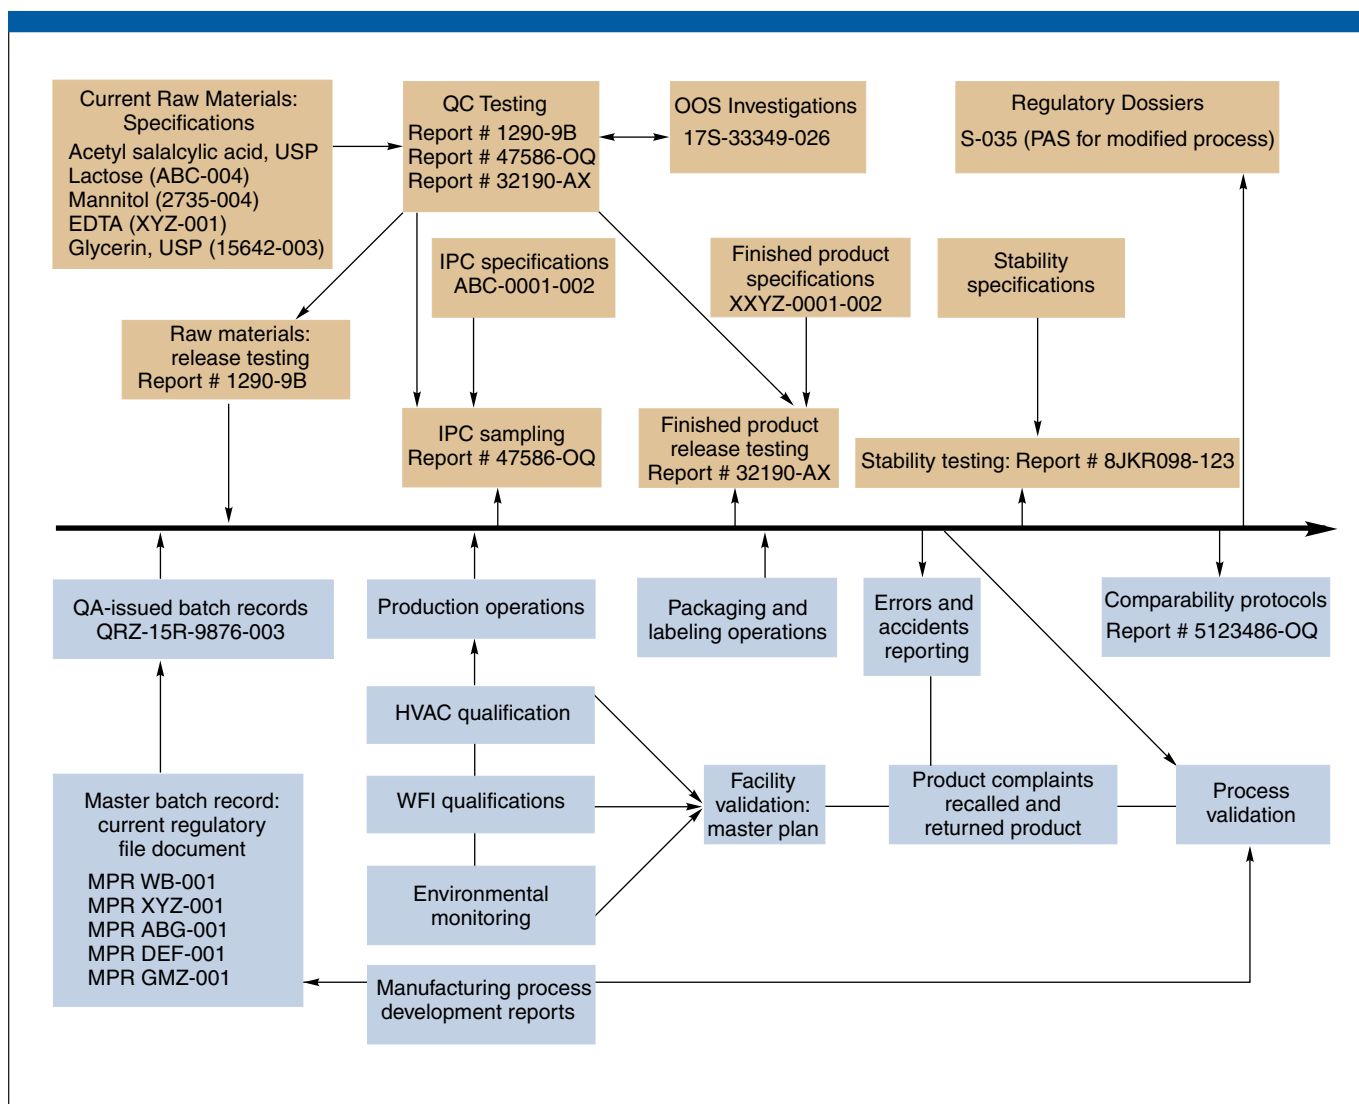 Current Raw Materials:
Specifications
Acetyl salalcylic acid, USP
Lactose (ABC-004)
Mannitol (2735-004)
EDTA (XYZ-001)
Glycerin, USP (15642-003)
QC Testing
Report # 1290-9B
Report # 47586-OQ
Report # 32190-AX
OOS Investigations
17S-33349-026
Regulatory Dossiers
S-035 (PAS for modified process)
IPC specifications
ABC-0001-002
Finished product
specifications
XXYZ-0001-002
Stability
specifications
Raw materials:
release testing
Report # 1290-9B
IPC sampling
Report # 47586-OQ
Finished product
release testing
Report # 32190-AX
Stability testing: Report # 8JKR098-123
QA-issued batch records
QRZ-15R-9876-003
Production operations
Packaging and
labeling operations
Errors and
accidents
reporting
Comparability protocols
Report # 5123486-OQ
HVAC qualification
WFI qualifications
Environmental
monitoring
Facility
validation:
master plan
Product complaints
recalled and
returned product
Process
validation
Master batch record:
current regulatory
file document
MPR WB-001
MPR XYZ-001
MPR ABG-001
MPR DEF-001
MPR GMZ-001
Manufacturing process
development reports